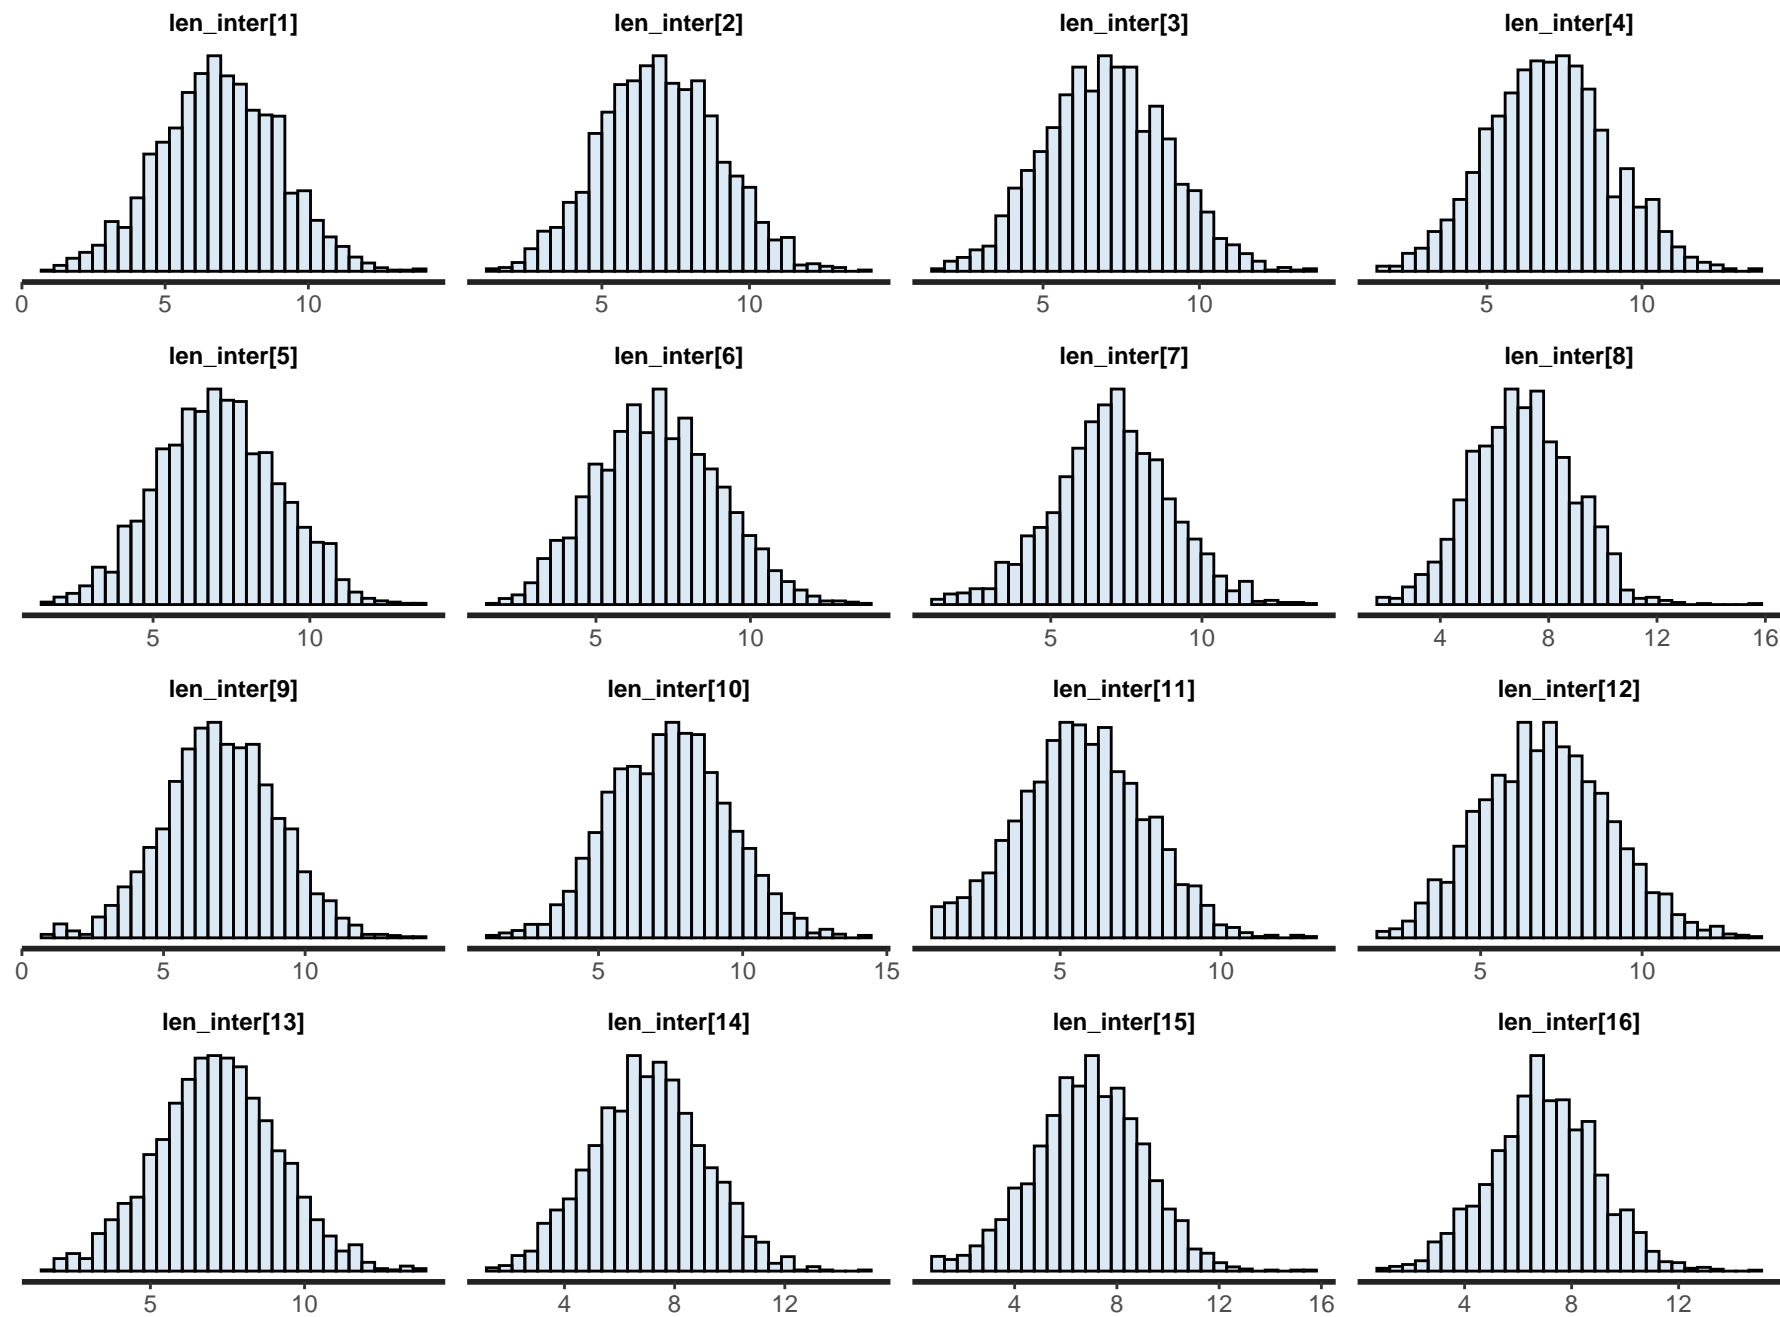 len_inter[1] len_inter[2] len_inter[3] len_inter[4]
0 5 10 5 10 5 10 5 10
len_inter[5] len_inter[6] len_inter[7] len_inter[8]
5 10 5 10 5 10 4 8 12 16
len_inter[9] len_inter[10] len_inter[11] len_inter[12]
0 5 10 5 10 15 5 10 5 10
len_inter[13] len_inter[14] len_inter[15] len_inter[16]
5 10 4 8 12 4 8 12 16 4 8 12